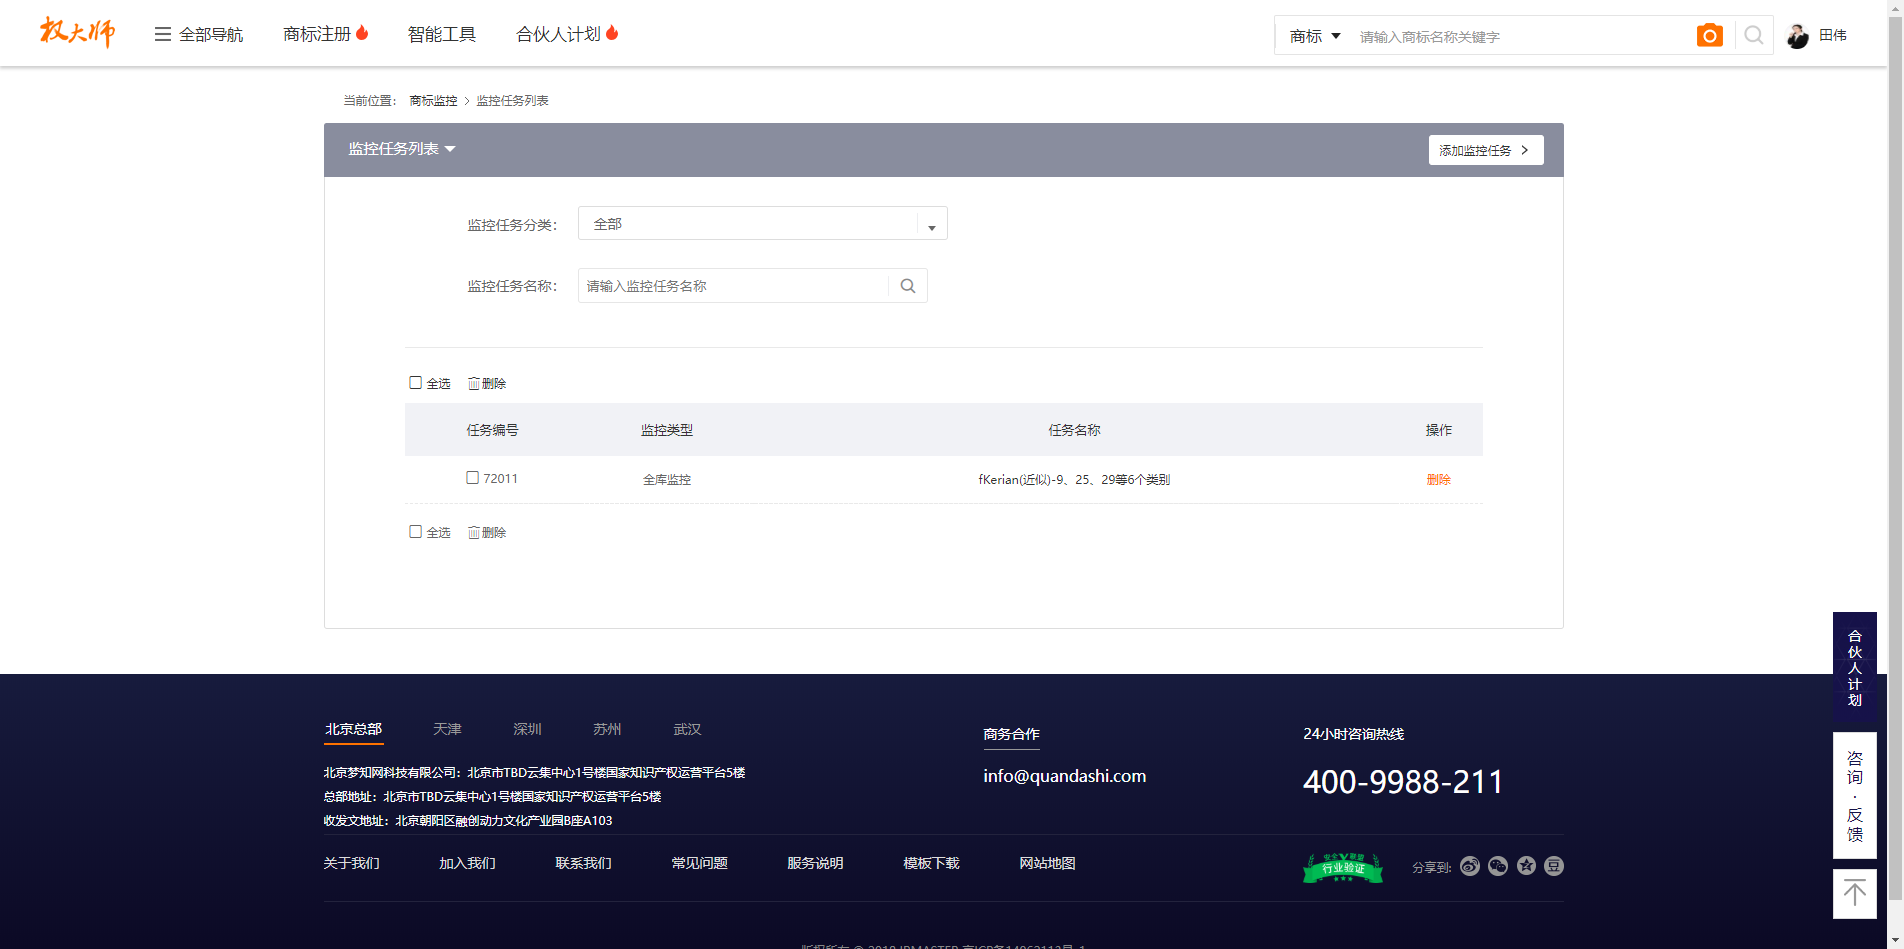 权大师
全部导航 商标注册 智能工具 合伙人计划 商标 请输入商标名称关键字 田伟
当前位置： 商标监控 > 监控任务列表
监控任务列表 添加监控任务 >
监控任务分类： 全部
监控任务名称： 请输入监控任务名称
全选 删除
任务编号 监控类型 任务名称 操作
72011 全库监控 fKerian(近似)-9、25、29等6个类别 删除
全选 删除
合伙人计划
咨询·反馈
北京总部 天津 深圳 苏州 武汉 商务合作 24小时咨询热线
北京梦知网科技有限公司：北京市TBD云集中心1号楼国家知识产权运营平台5楼
info@quandashi.com 400-9988-211
总部地址：北京市TBD云集中心1号楼国家知识产权运营平台5楼
收发文地址：北京朝阳区融创动力文化产业园B座A103
关于我们 加入我们 联系我们 常见问题 服务说明 模板下载 网站地图 安全联盟 行业验证 分享到: